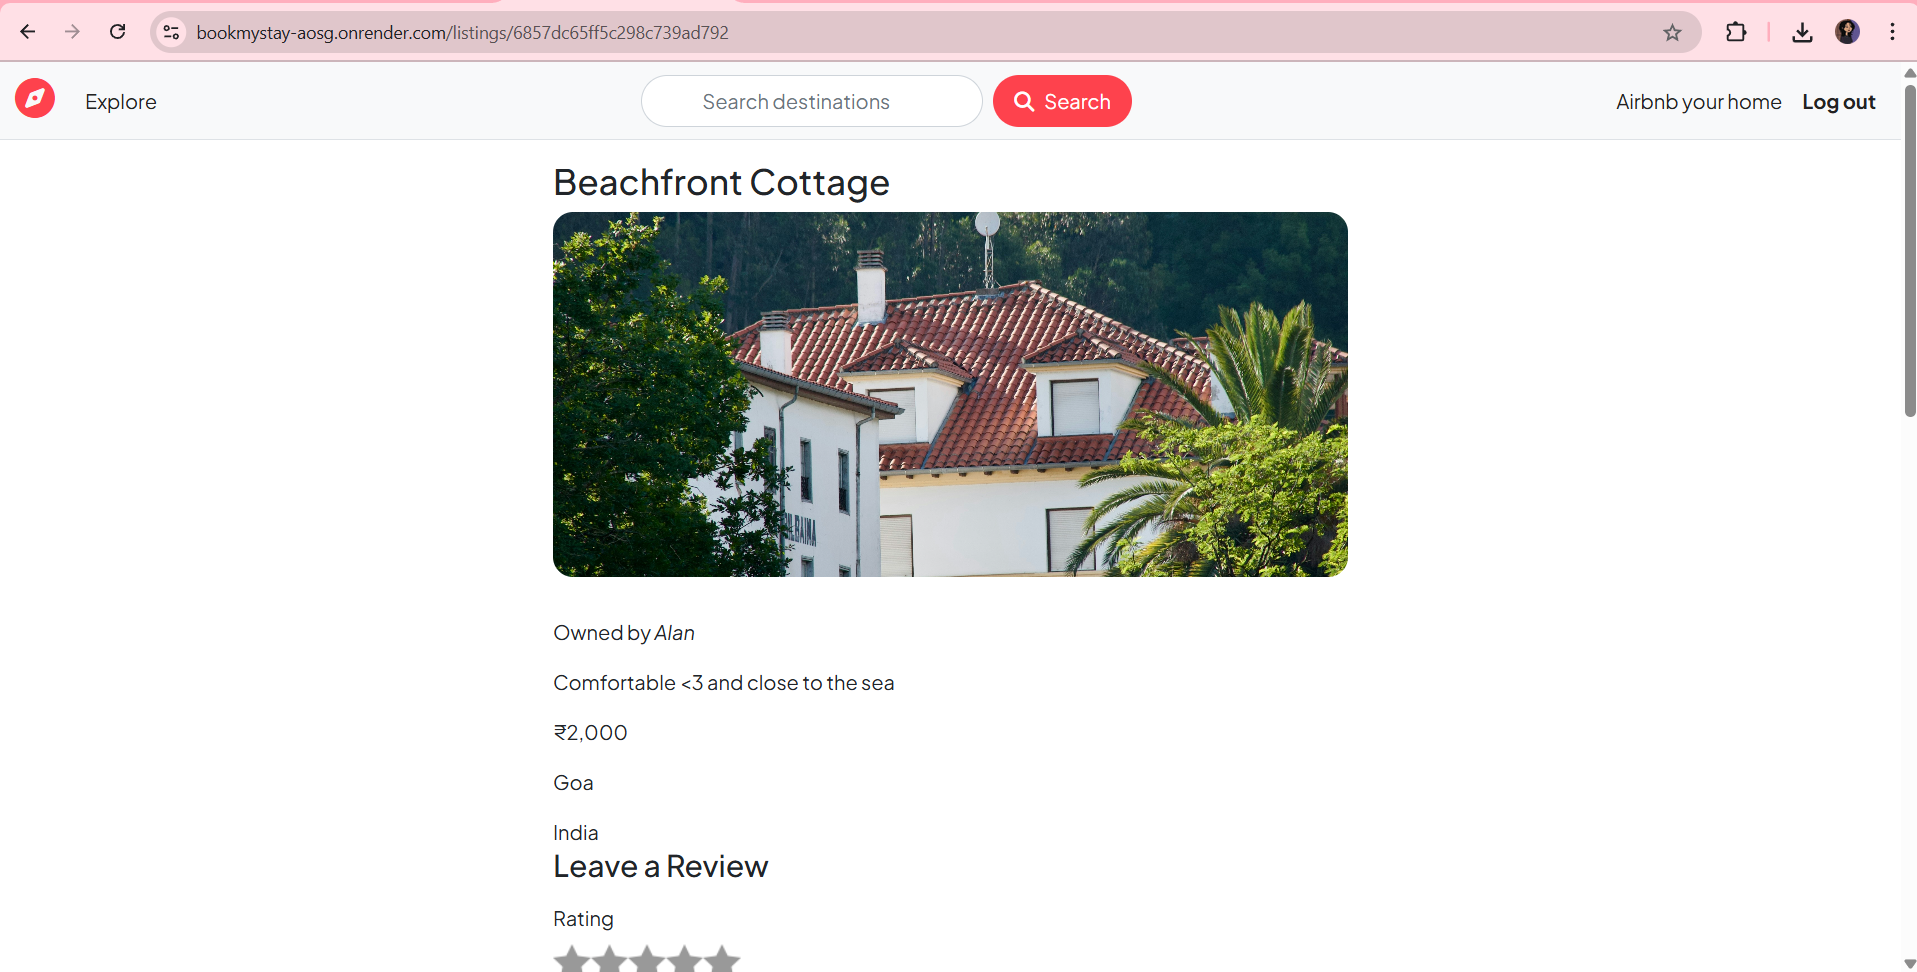 bookmystay-aosg.onrender.com/listings/6857dc65ff5c298c739ad792
Explore
Search destinations
Search
Airbnb your home
Log out
Beachfront Cottage
Owned by Alan
Comfortable <3 and close to the sea
₹2,000
Goa
India
Leave a Review
Rating